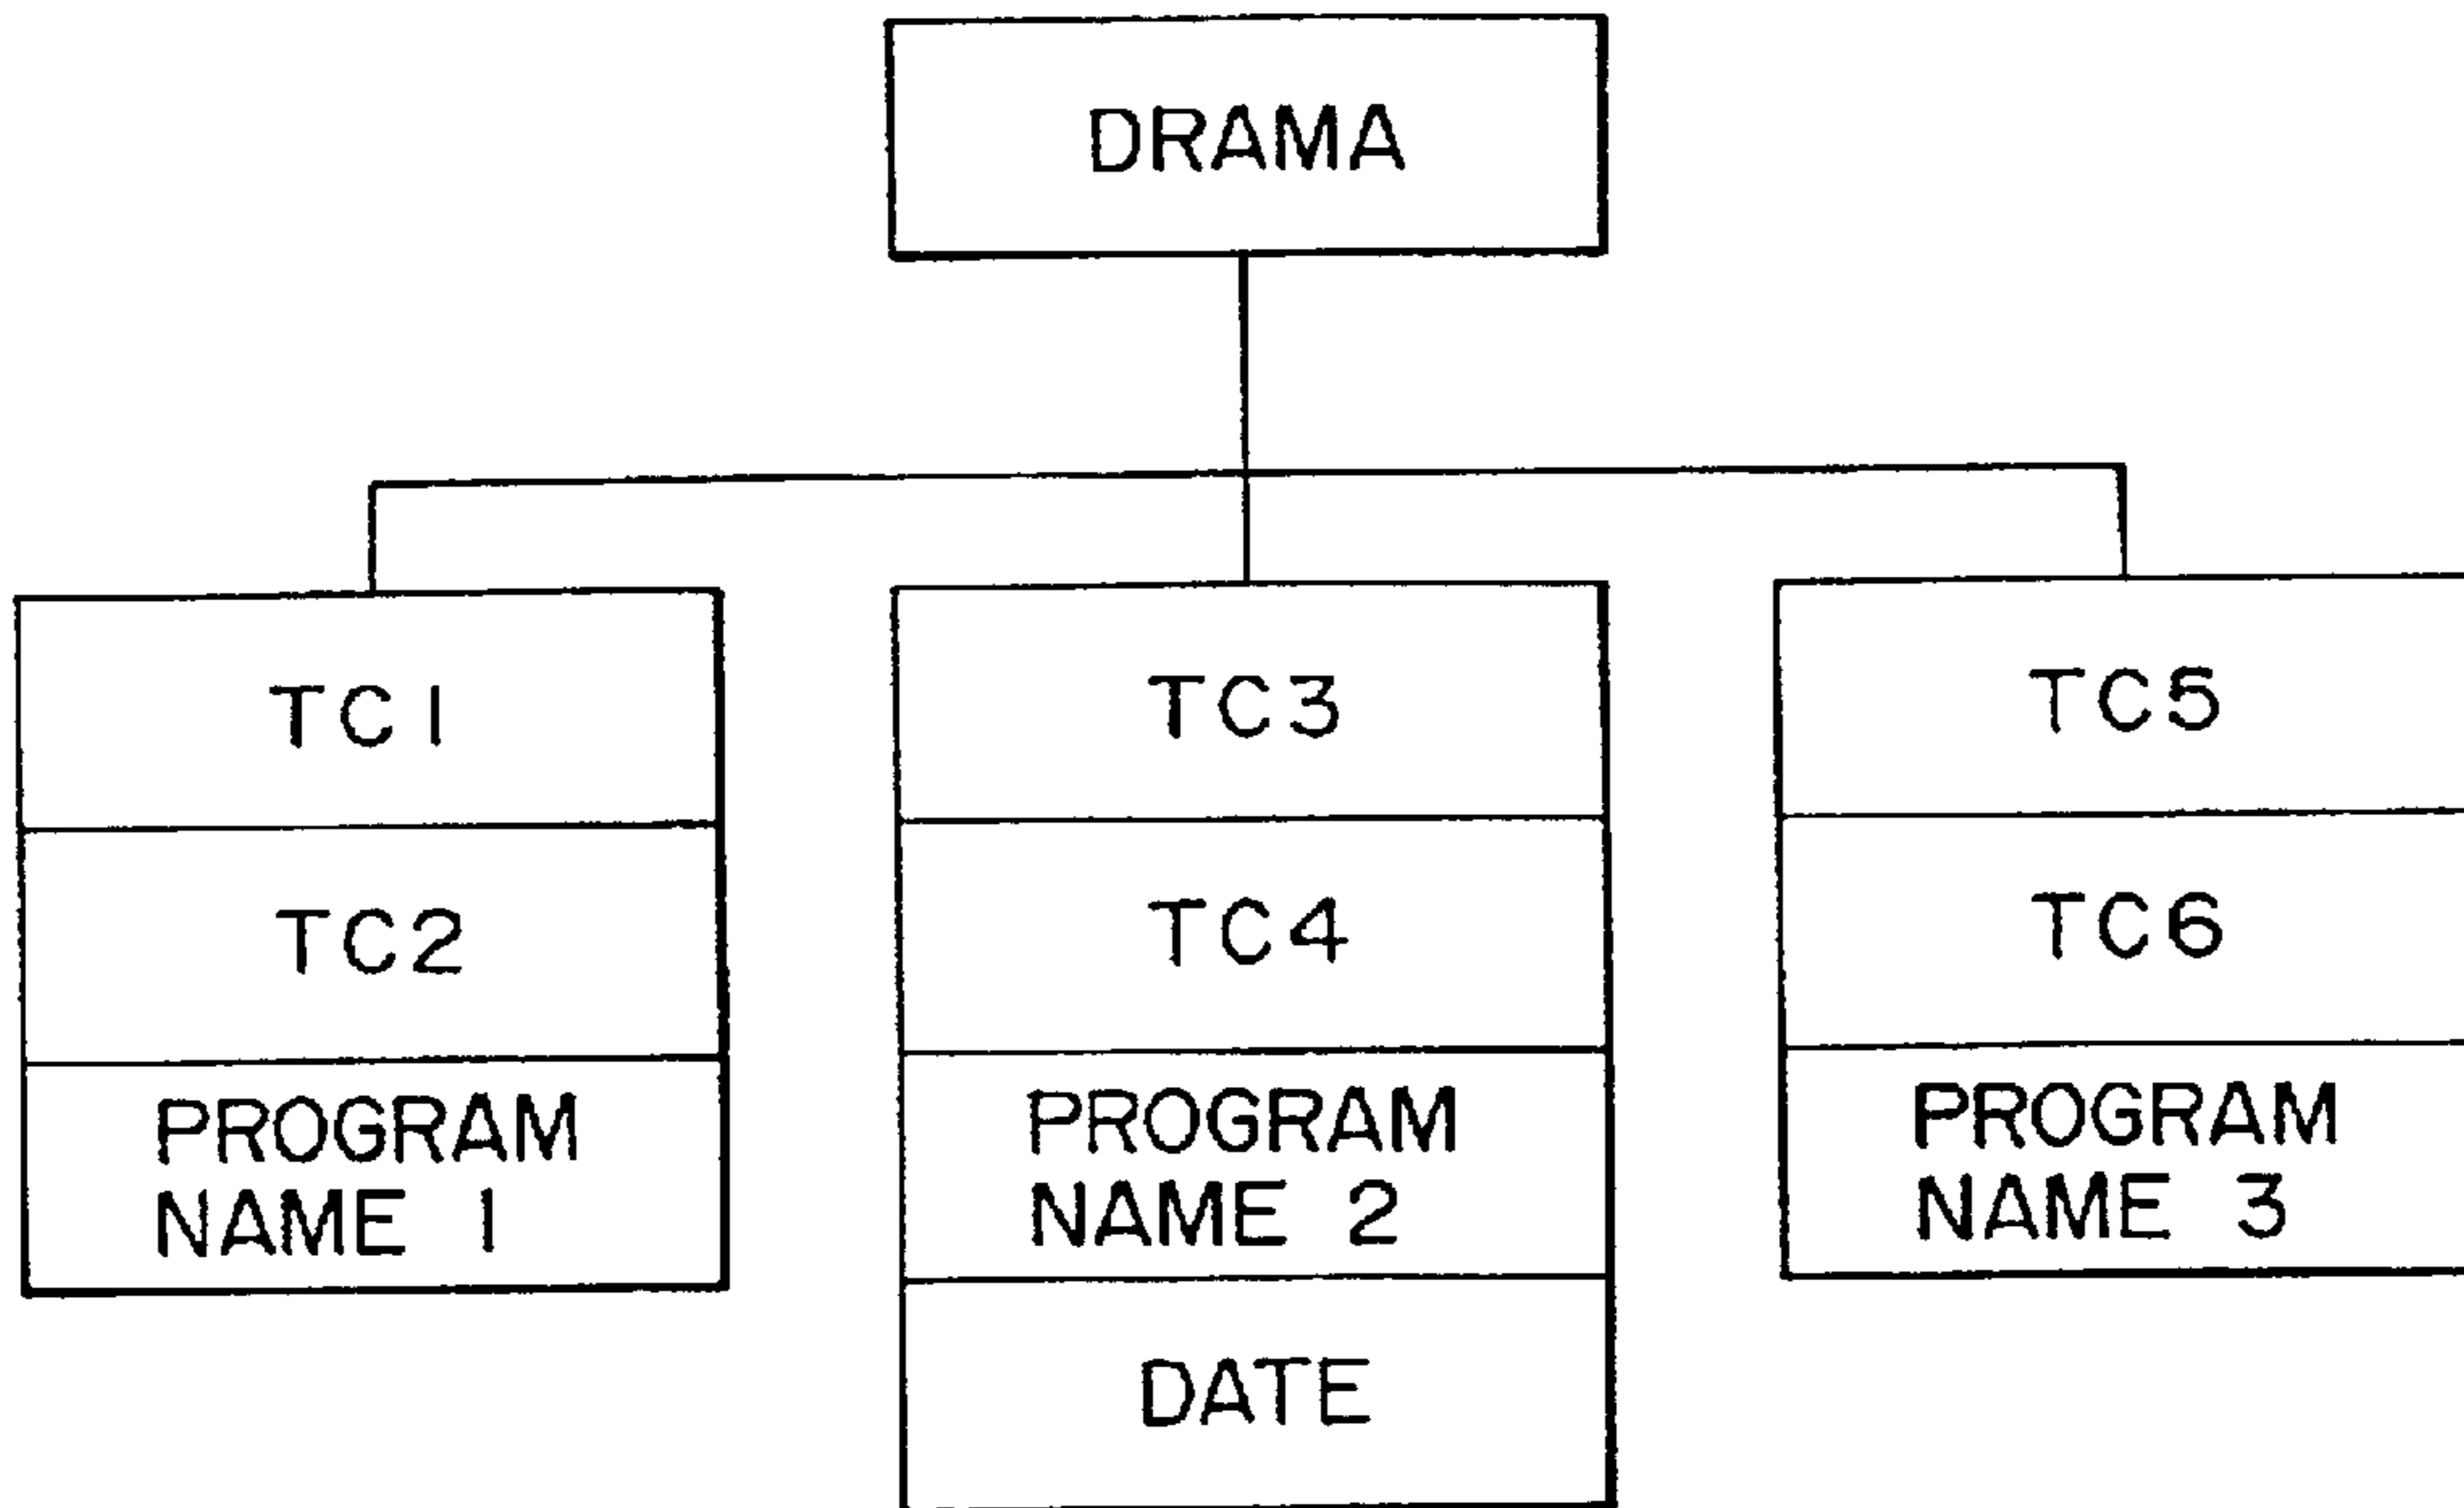 DRAMA
TC1
TC2
PROGRAM
NAME 1
TC3
TC4
PROGRAM
NAME 2
DATE
TC5
TC6
PROGRAM
NAME 3